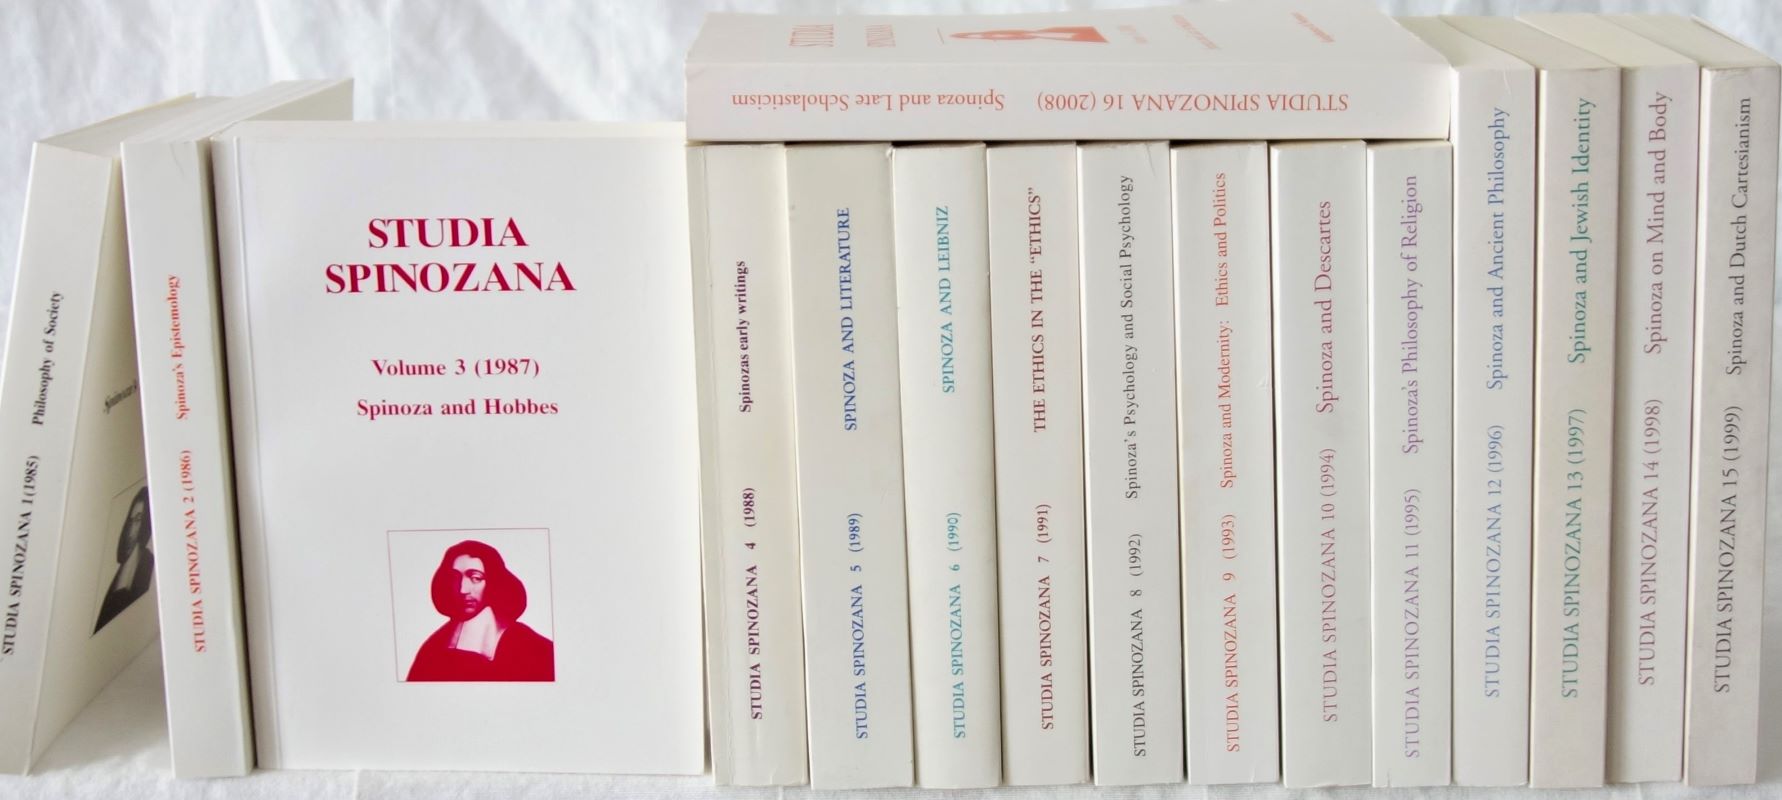 STUDIA SPINOZANA 1 (1985) Philosophy of Society
STUDIA SPINOZANA 2 (1986) Spinoza's Epistemology
STUDIA
SPINOZANA
Volume 3 (1987)
Spinoza and Hobbes
STUDIA SPINOZANA 16 (2008) Spinoza and Late Scholasticism
STUDIA
SPINOZANA
STUDIA SPINOZANA 4 (1988) Spinozas early writings
STUDIA SPINOZANA 5 (1989) SPINOZA AND LITERATURE
STUDIA SPINOZANA 6 (1990) SPINOZA AND LEIBNIZ
STUDIA SPINOZANA 7 (1991) THE ETHICS IN THE "ETHICS"
STUDIA SPINOZANA 8 (1992) Spinoza's Psychology and Social Psychology
STUDIA SPINOZANA 9 (1993) Spinoza and Modernity: Ethics and Politics
STUDIA SPINOZANA 10 (1994) Spinoza and Descartes
STUDIA SPINOZANA 11 (1995) Spinoza's Philosophy of Religion
STUDIA SPINOZANA 12 (1996) Spinoza and Ancient Philosophy
STUDIA SPINOZANA 13 (1997) Spinoza and Jewish Identity
STUDIA SPINOZANA 14 (1998) Spinoza on Mind and Body
STUDIA SPINOZANA 15 (1999) Spinoza and Dutch Cartesianism